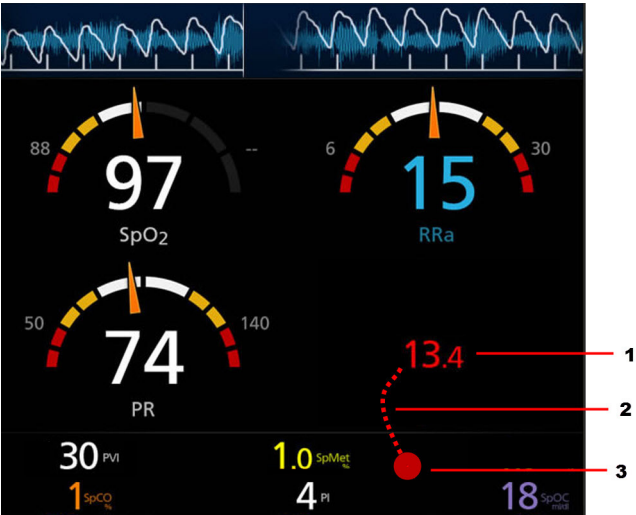 88 97 --
SpO2
6 15 30
RRa
50 74 140
PR
13.4
1
2
3
30 PVI
1.0 SpMet %
1 SpCO %
4 PI
18 SpOC ml/dl